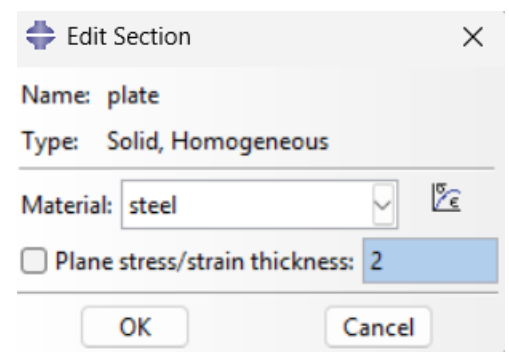 Edit Section
Name: plate
Type: Solid, Homogeneous
Material: steel
σ ε
Plane stress/strain thickness: 2
OK Cancel